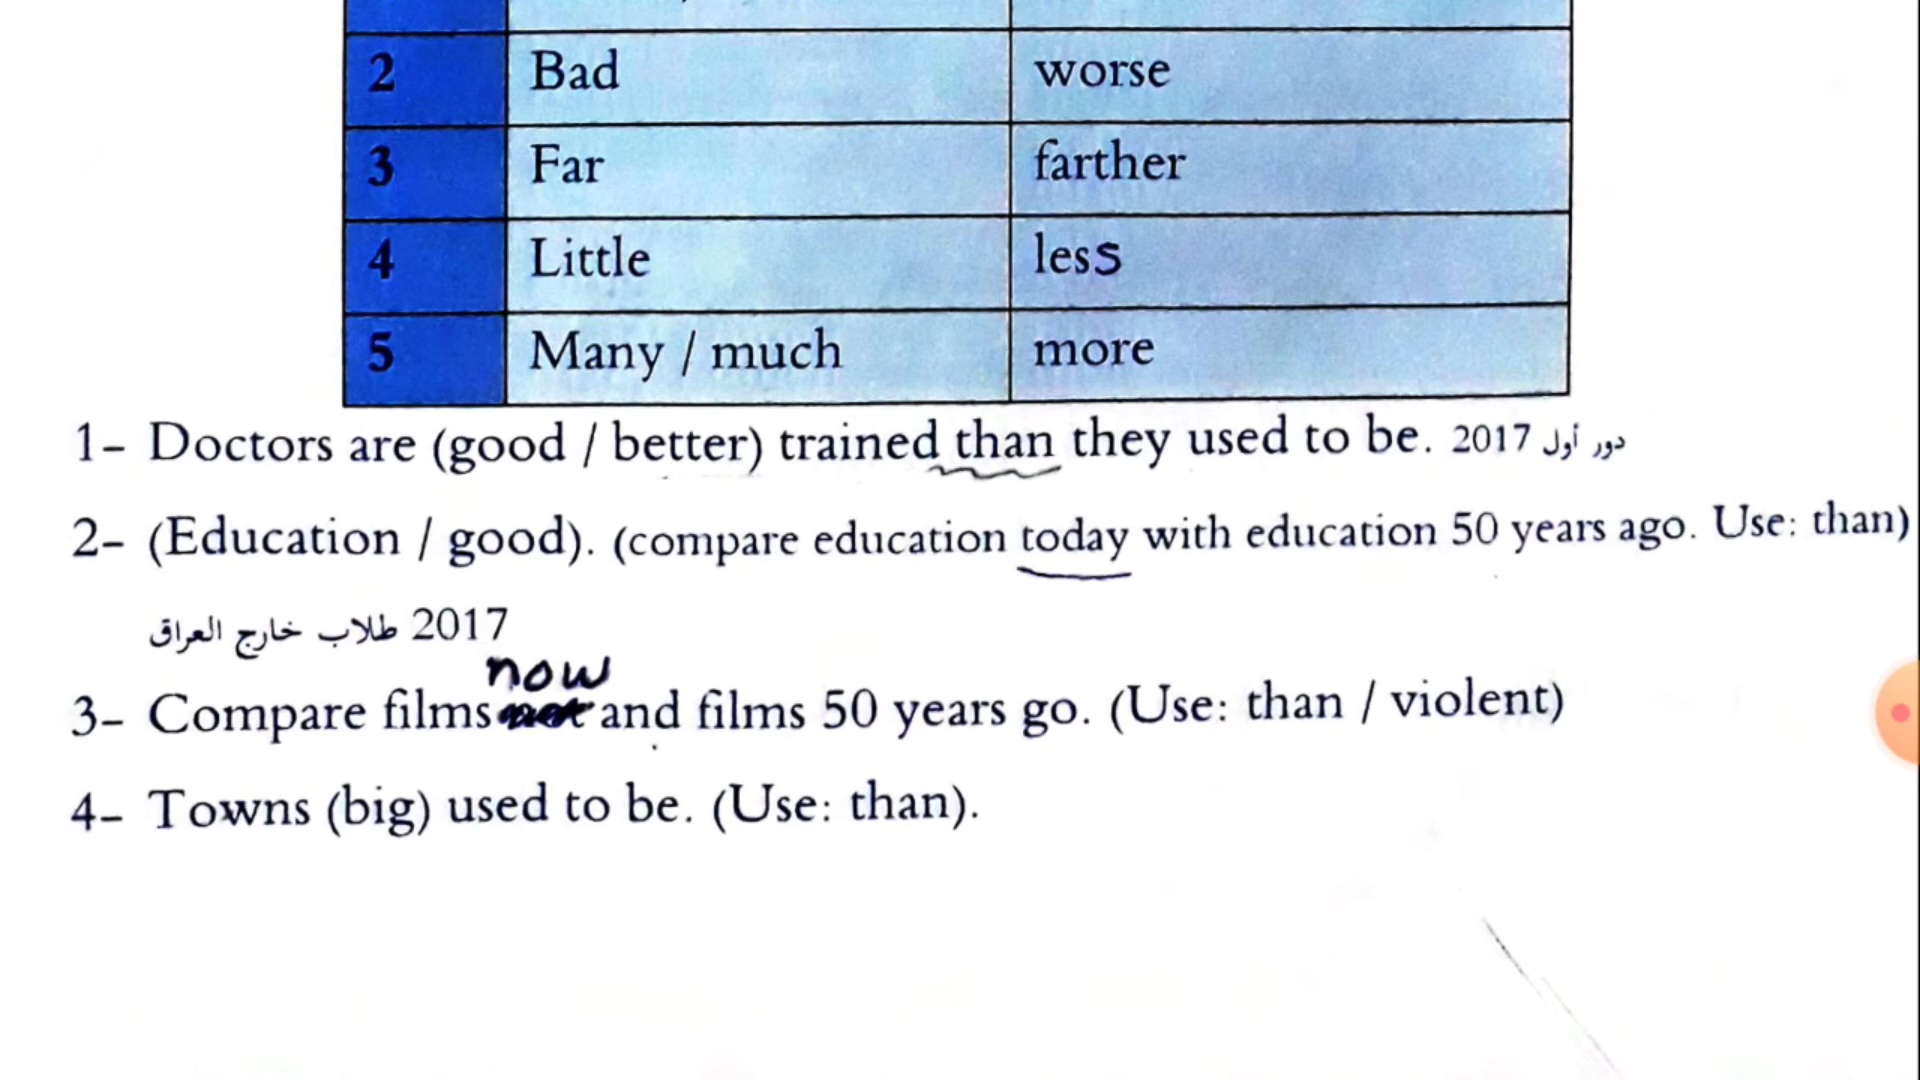 2 Bad worse
3 Far farther
4 Little less
5 Many / much more
1- Doctors are (good / better) trained than they used to be. 2017 دور أول
2- (Education / good). (compare education today with education 50 years ago. Use: than)
2017 طلاب خارج العراق
now
3- Compare films not and films 50 years go. (Use: than / violent)
4- Towns (big) used to be. (Use: than).